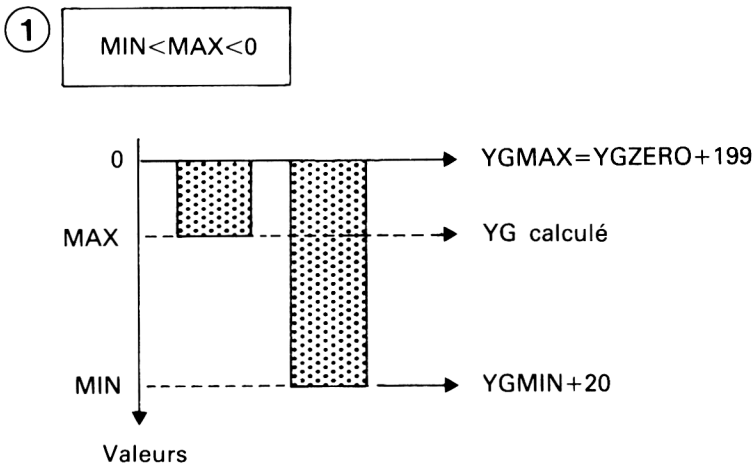 1
MIN<MAX<0
0 YGMAX=YGZERO+199
MAX YG calculé
MIN YGMIN+20
Valeurs